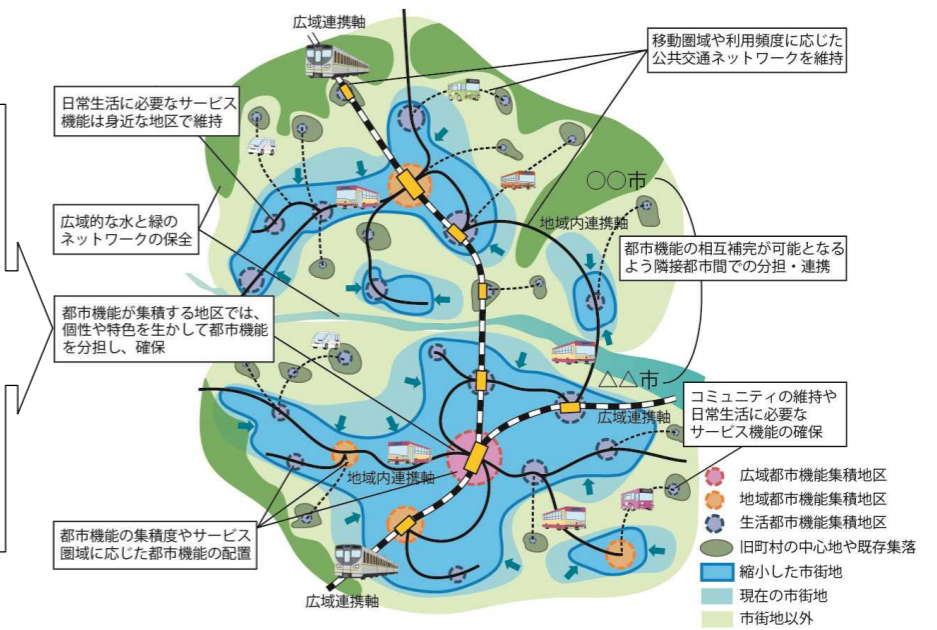 広域連携軸
移動圏域や利用頻度に応じた
公共交通ネットワークを維持
日常生活に必要なサービス
機能は身近な地区で維持
○○市
広域的な水と緑の
ネットワークの保全
地域内連携軸
都市機能の相互補完が可能となる
よう隣接都市間での分担・連携
都市機能が集積する地区では、
個性や特色を生かして都市機能
を分担し、確保
△△市
コミュニティの維持や
日常生活に必要な
サービス機能の確保
広域連携軸
地域内連携軸
都市機能の集積度やサービス
圏域に応じた都市機能の配置
広域連携軸
広域都市機能集積地区
地域都市機能集積地区
生活都市機能集積地区
旧町村の中心地や既存集落
縮小した市街地
現在の市街地
市街地以外